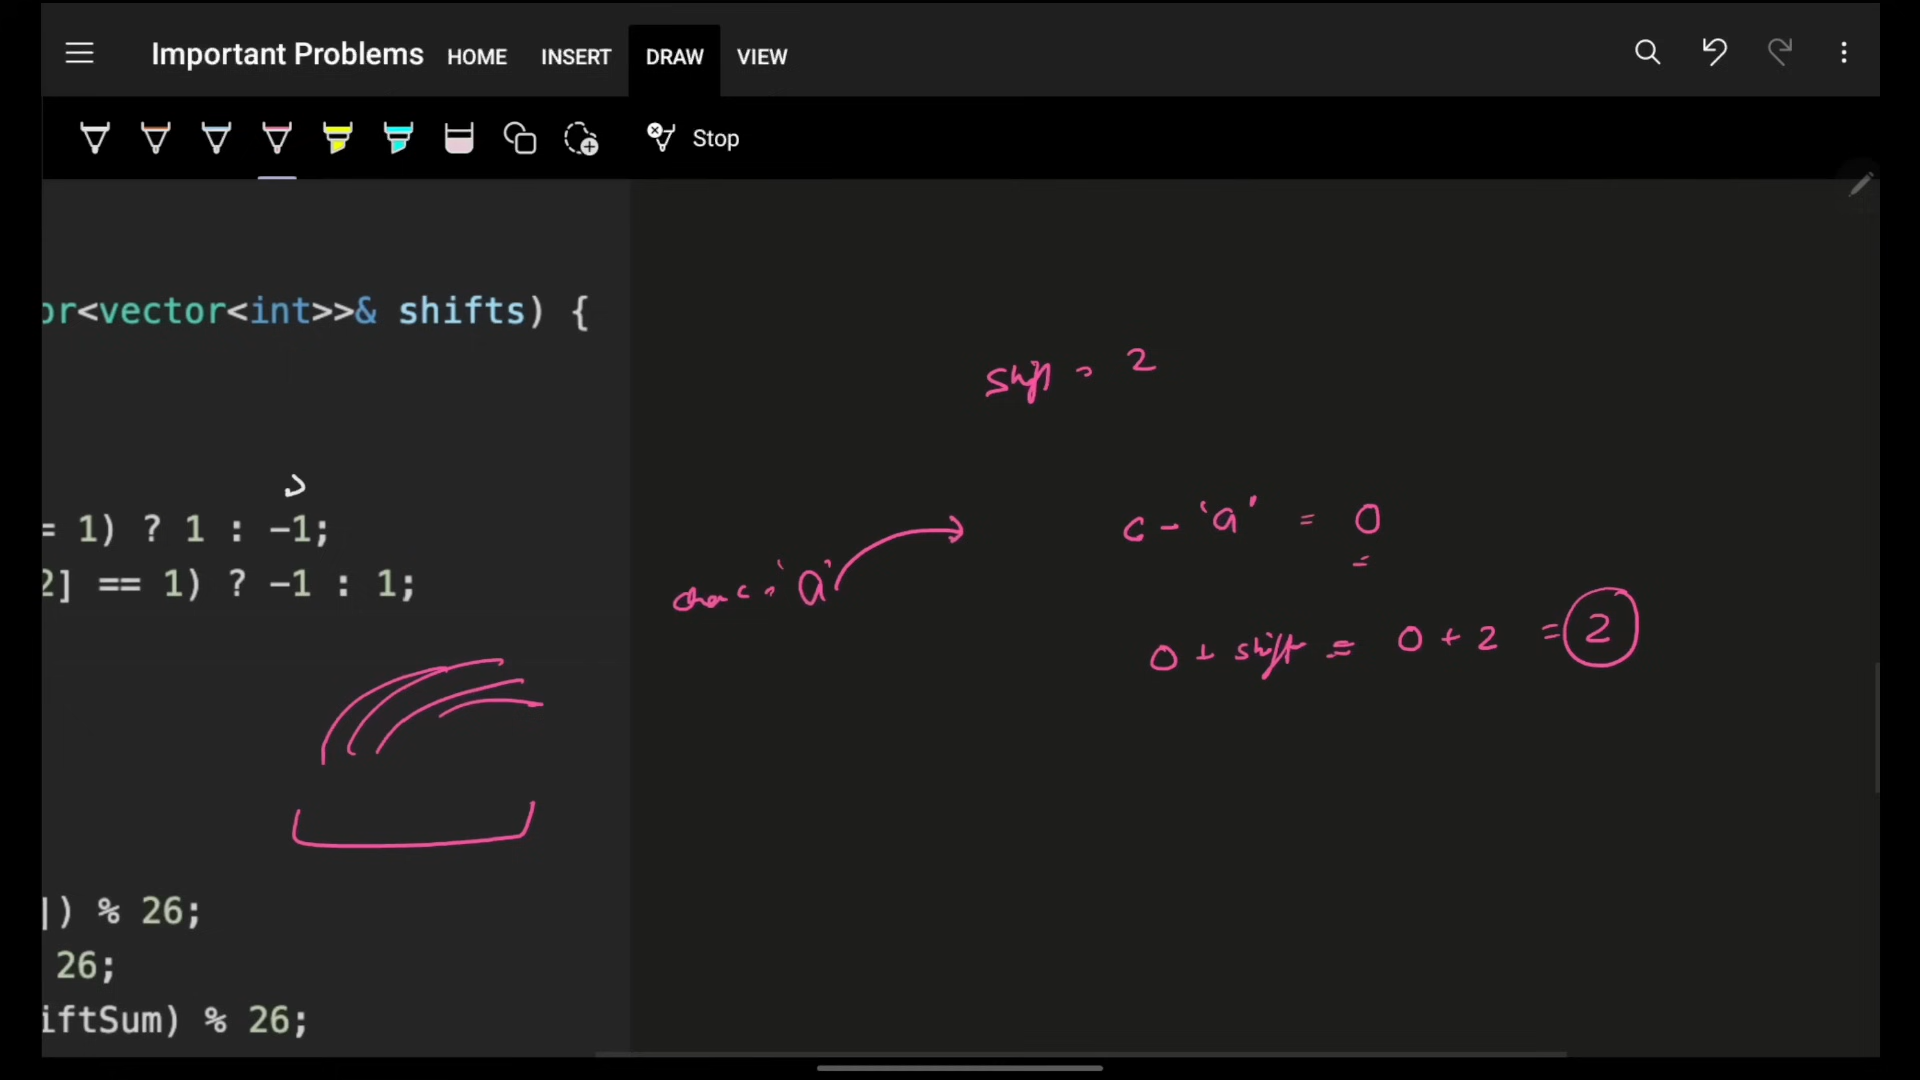 Important Problems HOME INSERT DRAW VIEW
Stop
or<vector<int>>& shifts) {
shift = 2
= 1) ? 1 : -1;
c - 'a' = 0
2] == 1) ? -1 : 1;
char c = 'a'
0 + shift = 0 + 2 = 2
]) % 26;
26;
iftSum) % 26;